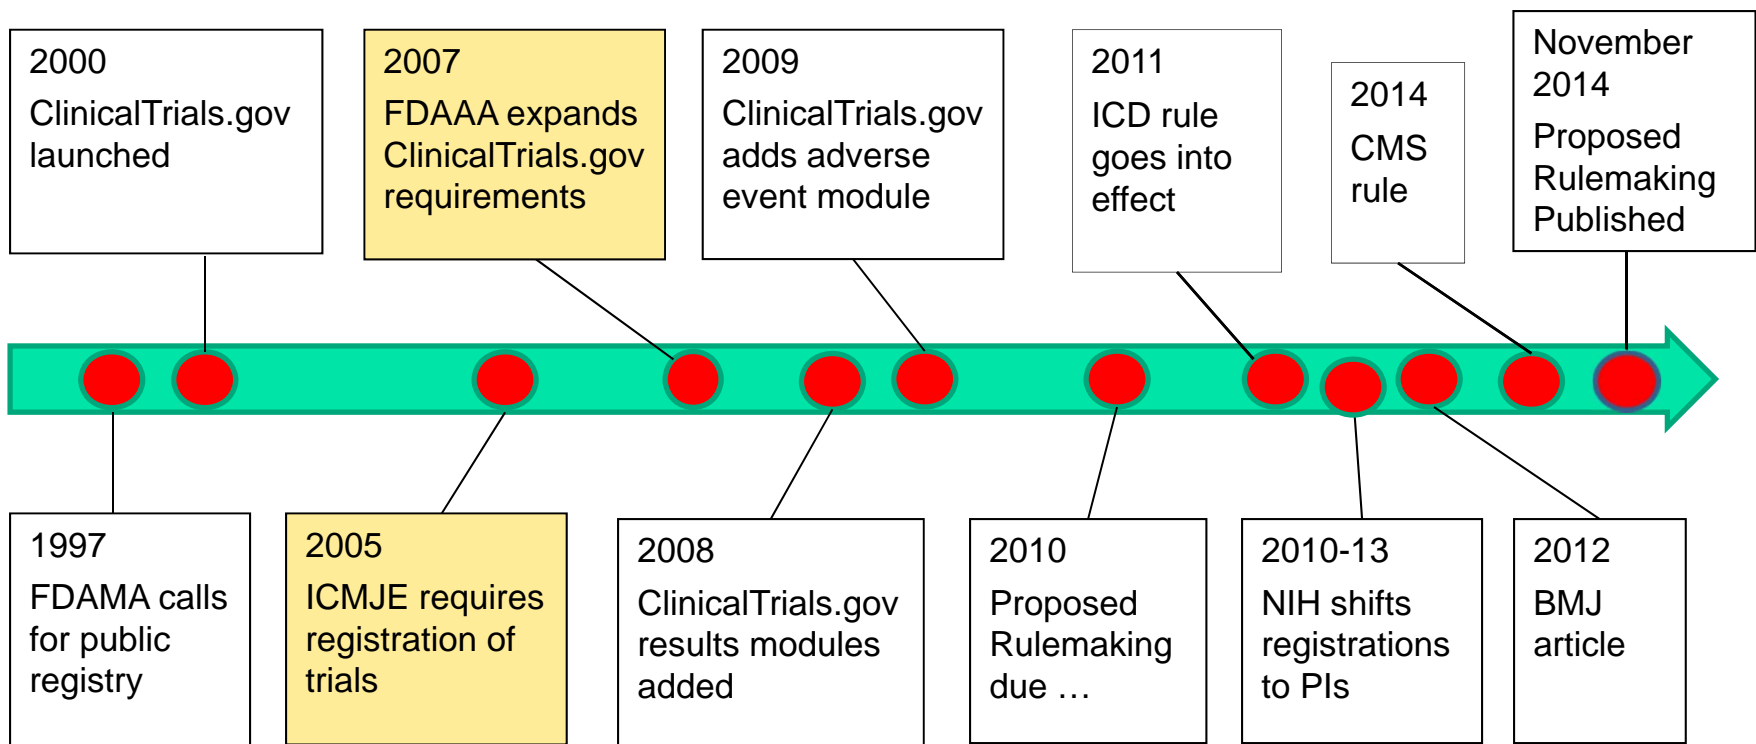 2000
ClinicalTrials.gov
launched
2007
FDAAA expands
ClinicalTrials.gov
requirements
2009
ClinicalTrials.gov
adds adverse
event module
2011
ICD rule
goes into
effect
2014
CMS
rule
November
2014
Proposed
Rulemaking
Published
1997
FDAMA calls
for public
registry
2005
ICMJE requires
registration of
trials
2008
ClinicalTrials.gov
results modules
added
2010
Proposed
Rulemaking
due …
2010-13
NIH shifts
registrations
to PIs
2012
BMJ
article